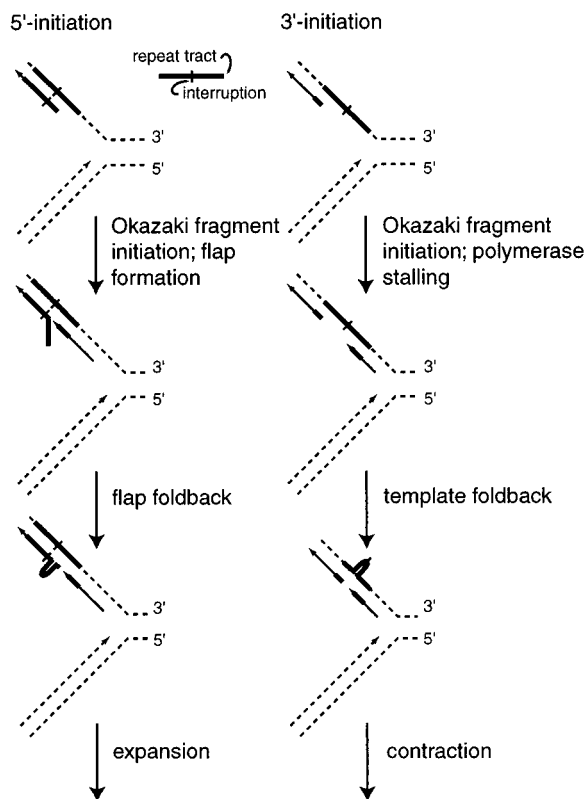 5'-initiation
3'-initiation
repeat tract
interruption
3'
5'
3'
5'
Okazaki fragment
initiation; flap
formation
Okazaki fragment
initiation; polymerase
stalling
3'
5'
3'
5'
flap foldback
template foldback
3'
5'
3'
5'
expansion
contraction